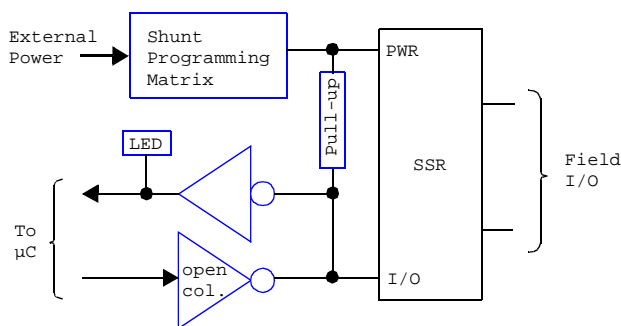 External
Power
Shunt
Programming
Matrix
PWR
Pull-up
LED
SSR
Field
I/O
To
µC
open
col.
I/O